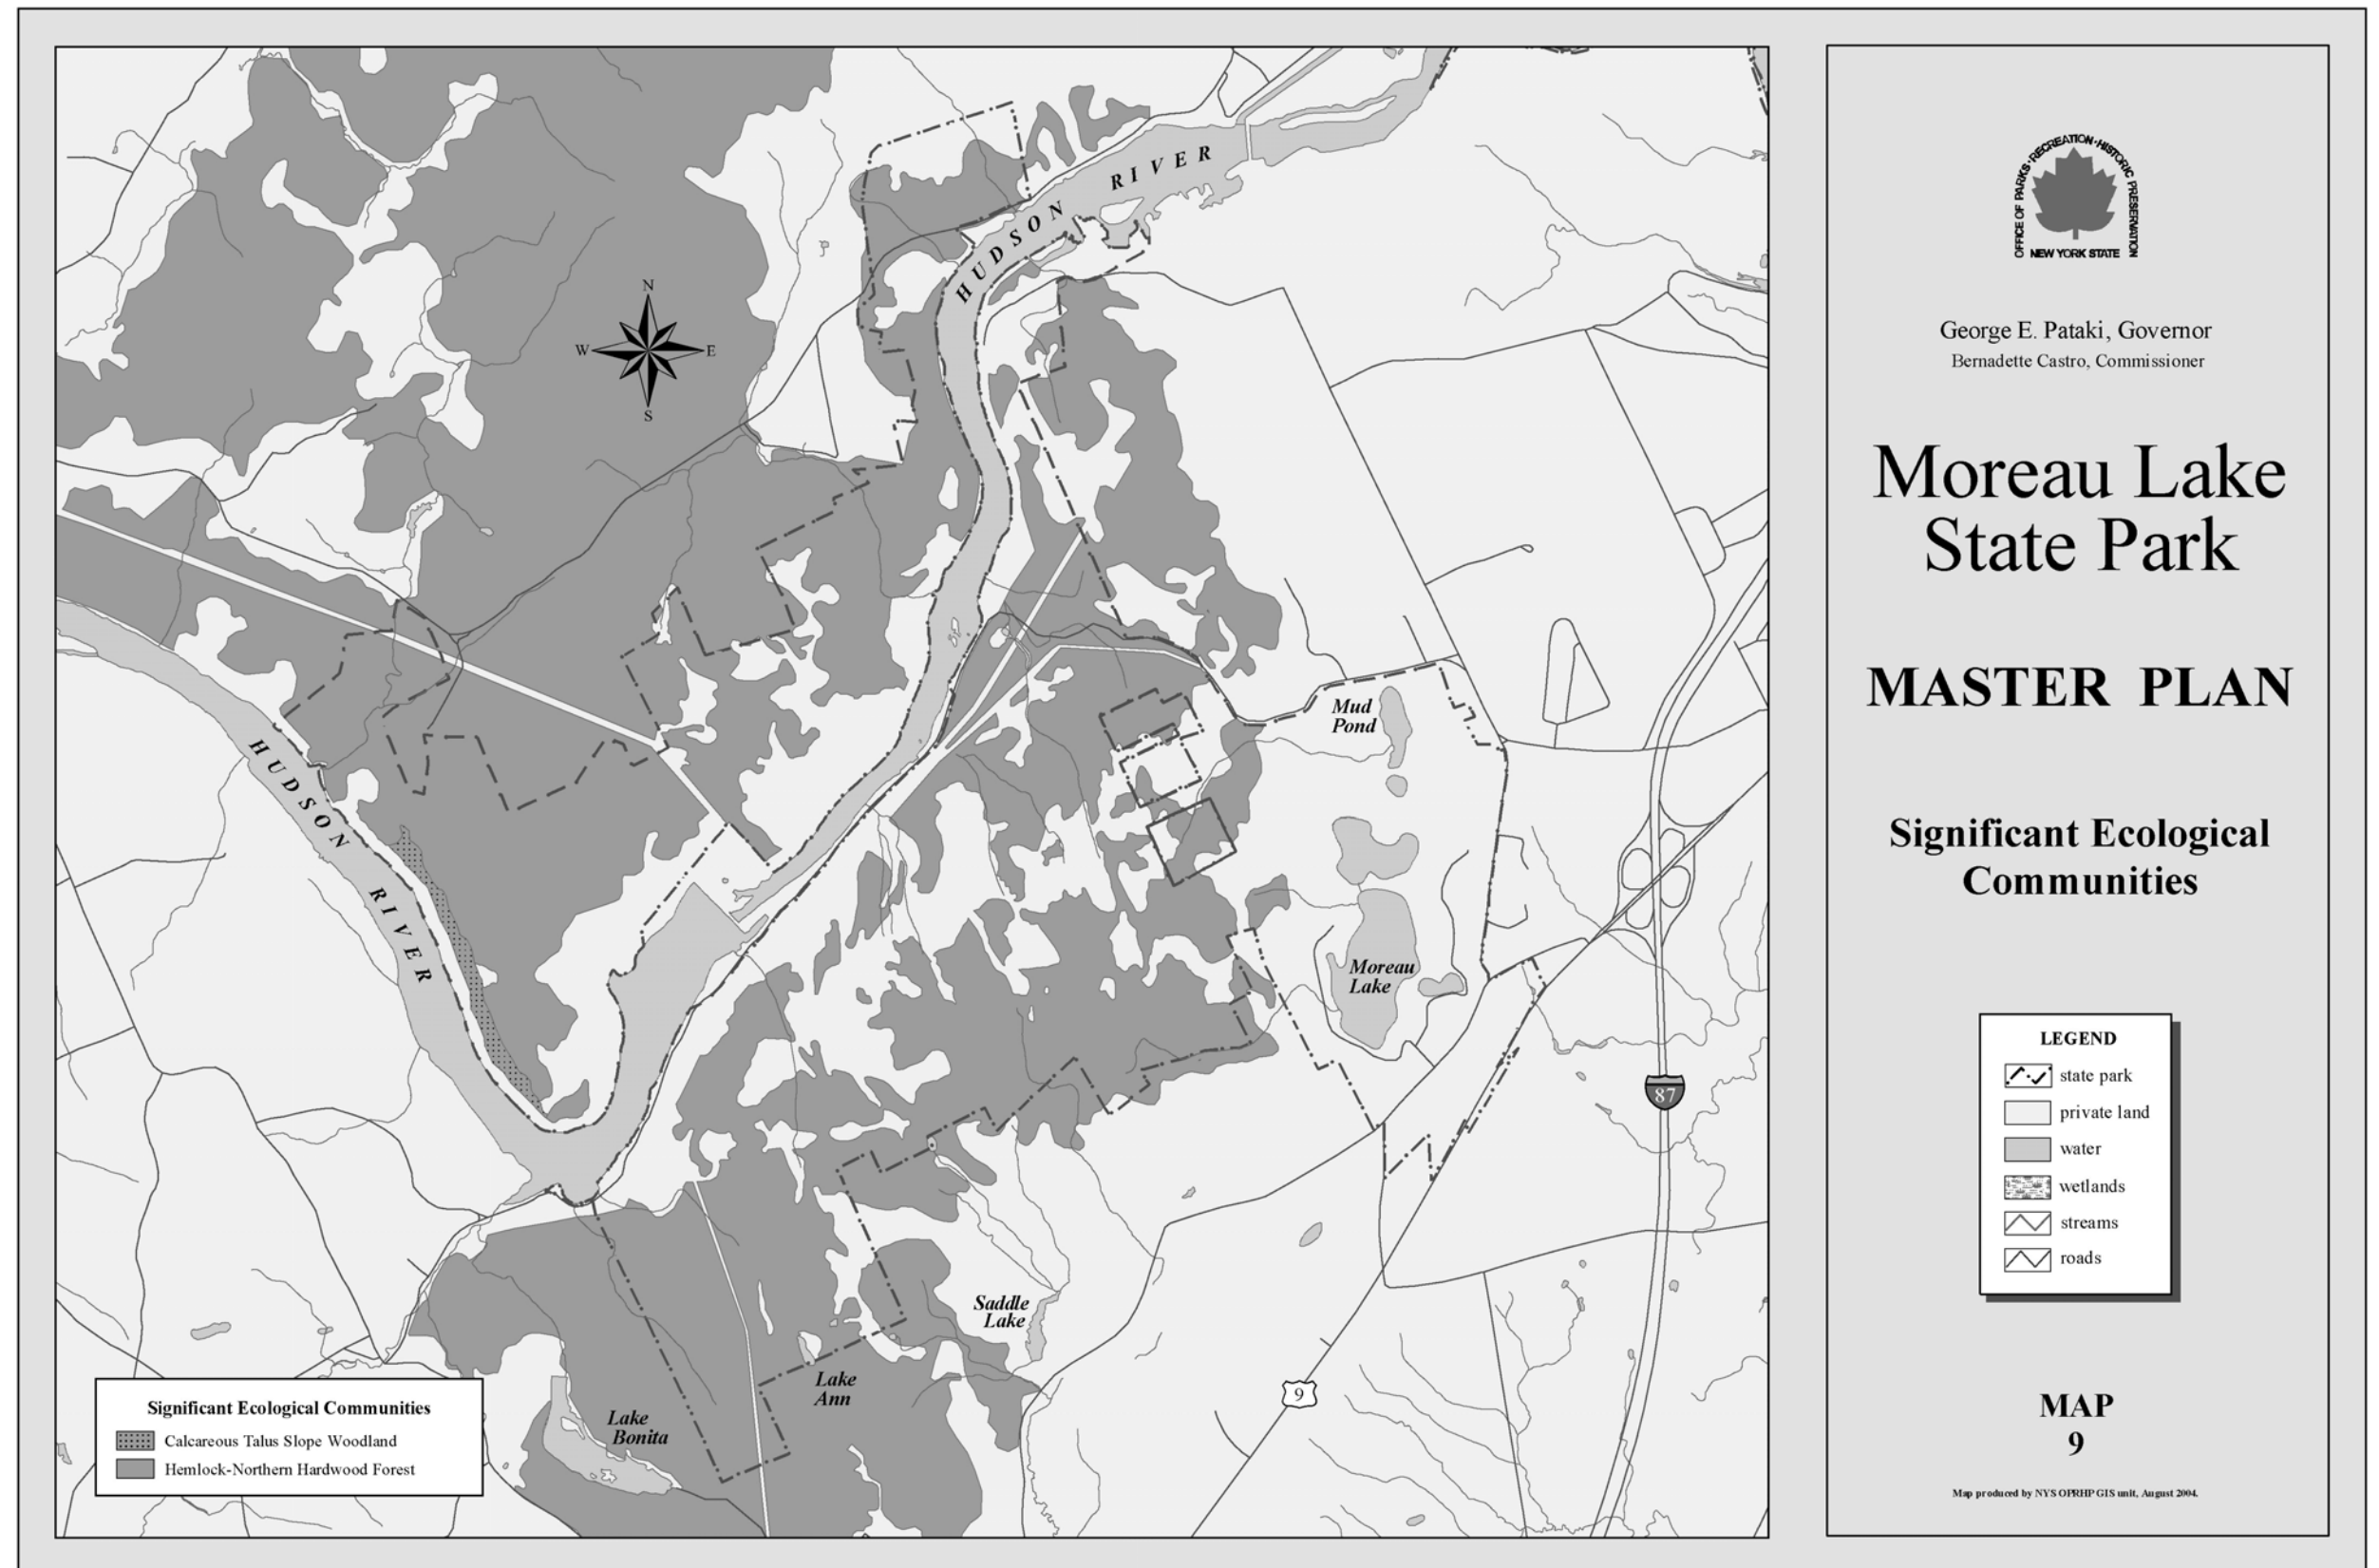 HUDSON RIVER
N
W
E
S
Mud
Pond
HUDSON RIVER
Moreau
Lake
87
Saddle
Lake
Lake
Ann
9
Lake
Bonita
Significant Ecological Communities
Calcareous Talus Slope Woodland
Hemlock-Northern Hardwood Forest
OFFICE OF PARKS·RECREATION·HISTORIC PRESERVATION
NEW YORK STATE
George E. Pataki, Governor
Bernadette Castro, Commissioner
Moreau Lake
State Park
MASTER PLAN
Significant Ecological
Communities
LEGEND
state park
private land
water
wetlands
streams
roads
MAP
9
Map produced by NYS OPRHP GIS unit, August 2004.